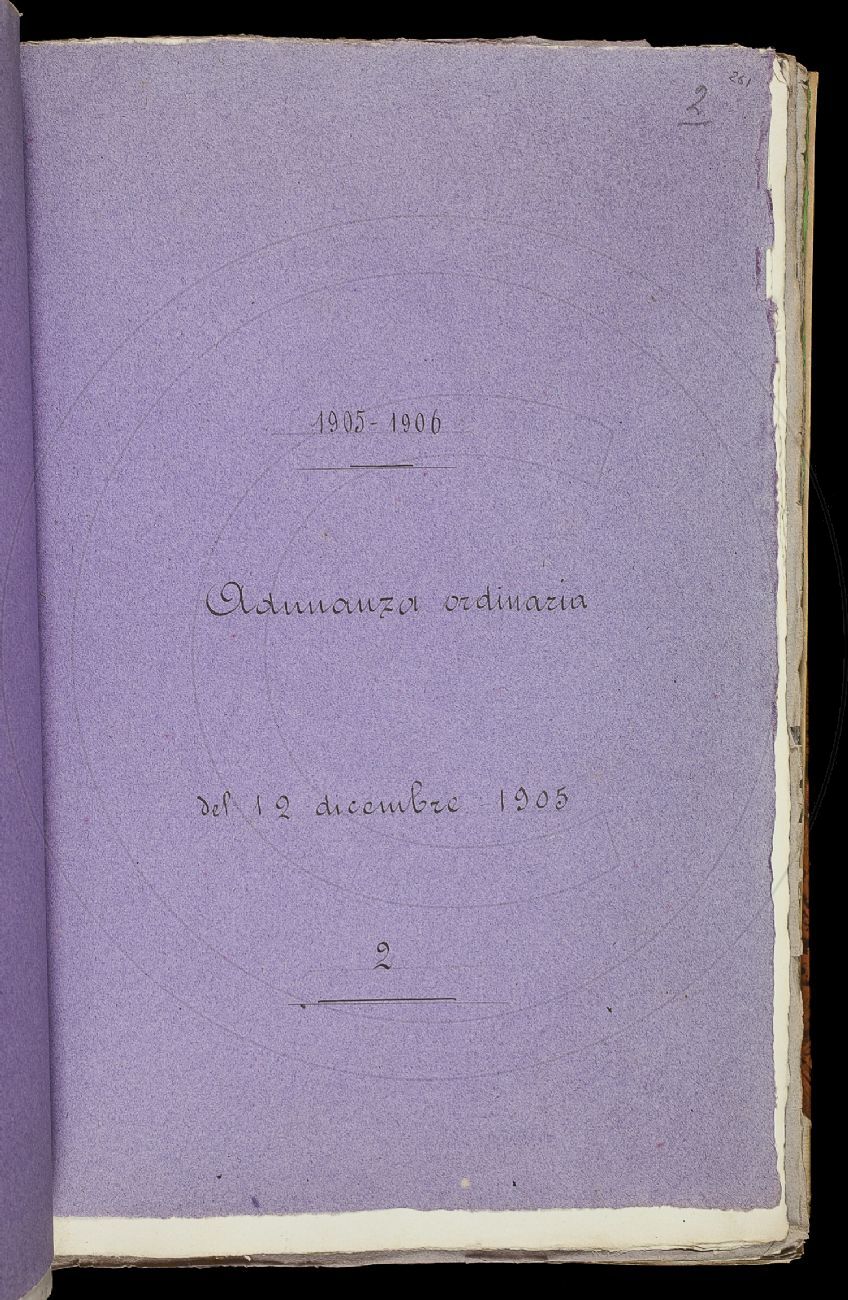 261
2
1905-1906
Adunanza ordinaria
del 12 dicembre 1905
2